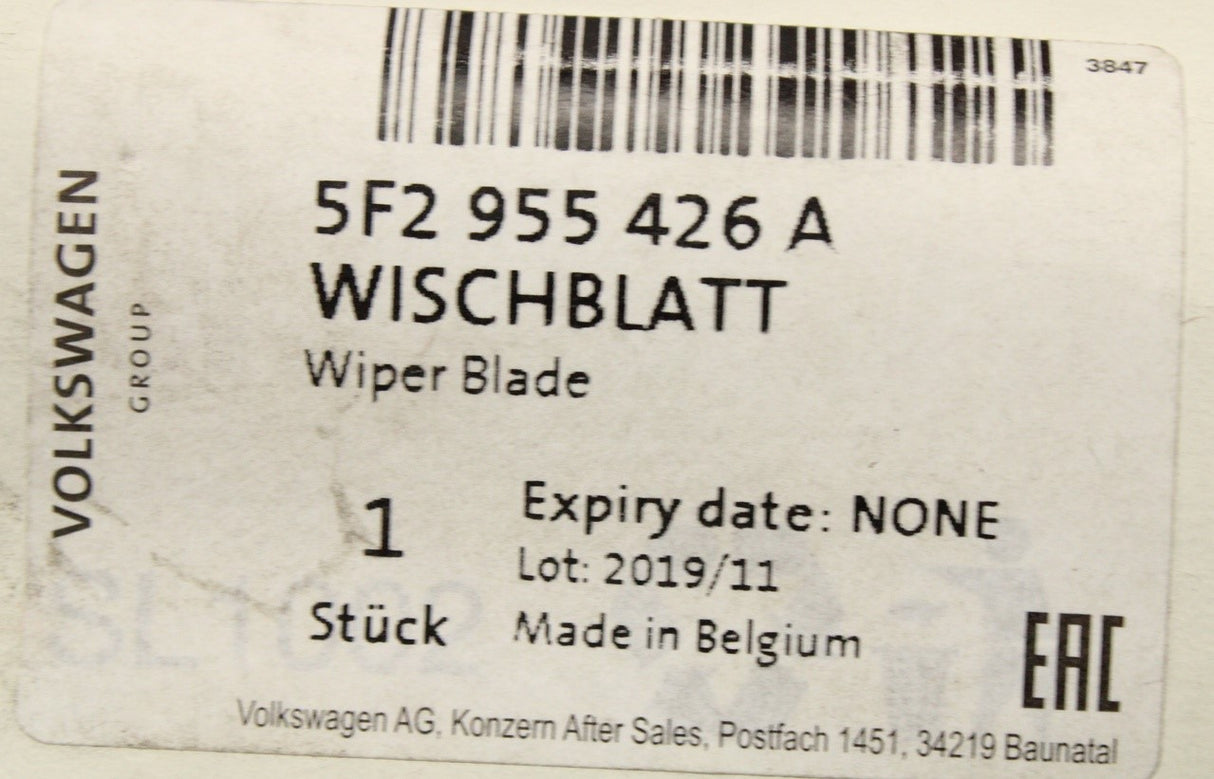 3847
5F2 955 426 A
WISCHBLATT
Wiper Blade
VOLKSWAGEN
GROUP
1
Stück
Expiry date: NONE
Lot: 2019/11
Made in Belgium
EAC
Volkswagen AG, Konzern After Sales, Postfach 1451, 34219 Baunatal